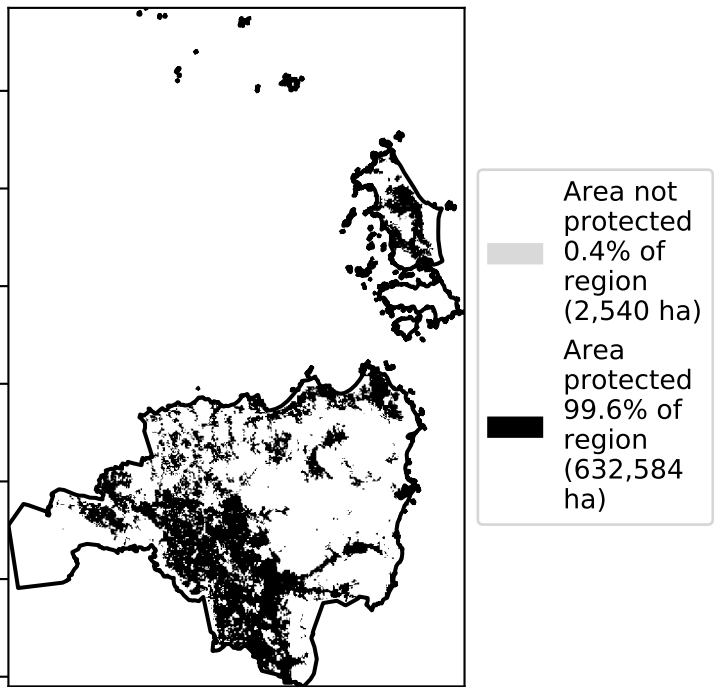 Area not
protected
0.4% of
region
(2,540 ha)
Area
protected
99.6% of
region
(632,584
ha)